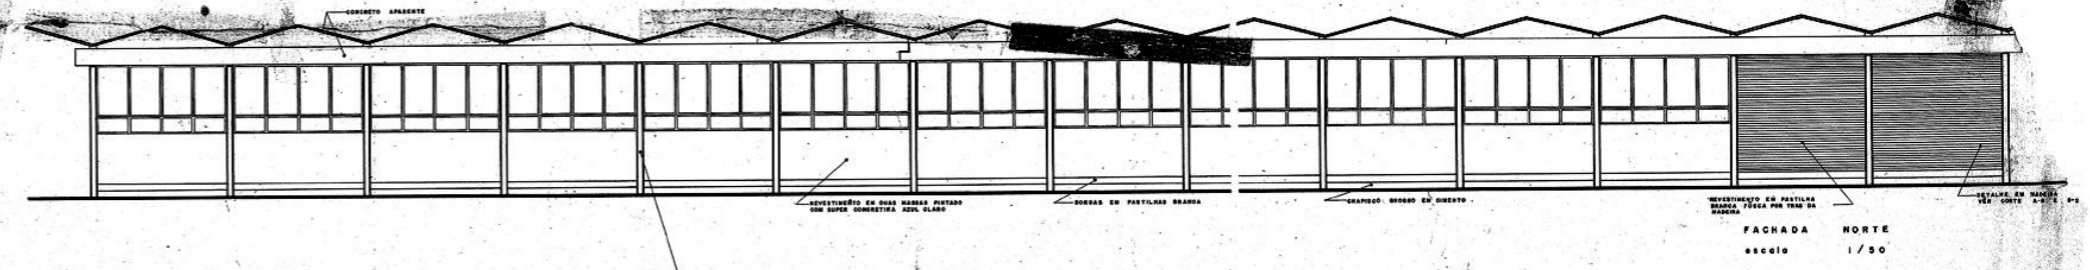 CONCRETO APARENTE
REVESTIMENTO EM DUAS MASSAS PINTADO
COM SUPER CONCRETINA AZUL CLARO
BORDAS EM PASTILHAS BRANCA
CHAPISCO GROSSO EM CIMENTO
REVESTIMENTO EM PASTILHA
BRANCA FOSCA POR TRAS DA
MADEIRA
DETALHE EM MADEIRA
VER CORTE
FACHADA NORTE
escala 1/50